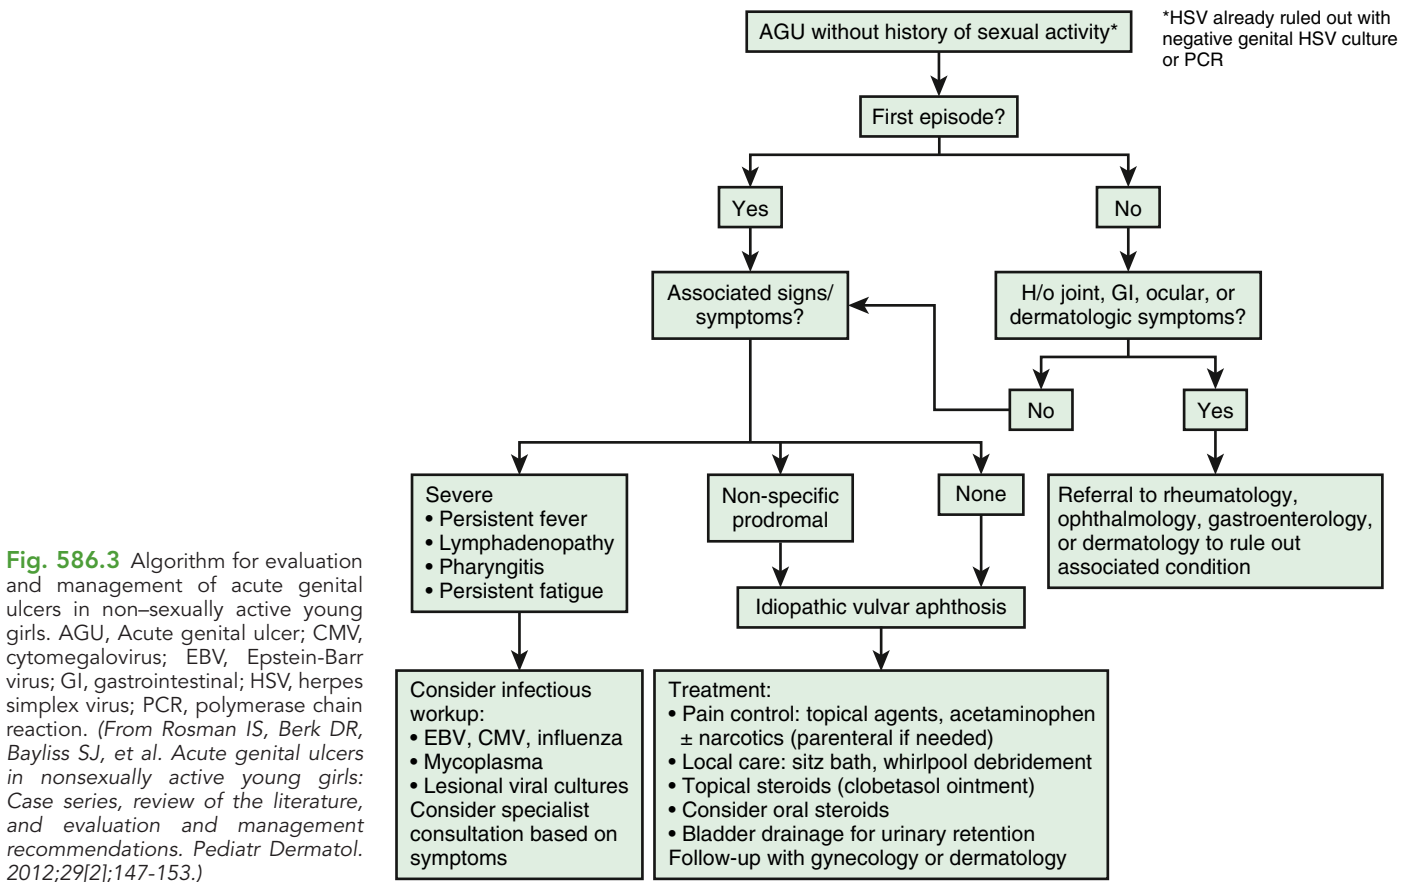 AGU without history of sexual activity*
*HSV already ruled out with
negative genital HSV culture
or PCR
First episode?
Yes
No
Associated signs/
symptoms?
H/o joint, GI, ocular, or
dermatologic symptoms?
No
Yes
Severe
• Persistent fever
• Lymphadenopathy
• Pharyngitis
• Persistent fatigue
Non-specific
prodromal
None
Referral to rheumatology,
ophthalmology, gastroenterology,
or dermatology to rule out
associated condition
Idiopathic vulvar aphthosis
Consider infectious
workup:
• EBV, CMV, influenza
• Mycoplasma
• Lesional viral cultures
Consider specialist
consultation based on
symptoms
Treatment:
• Pain control: topical agents, acetaminophen
± narcotics (parenteral if needed)
• Local care: sitz bath, whirlpool debridement
• Topical steroids (clobetasol ointment)
• Consider oral steroids
• Bladder drainage for urinary retention
Follow-up with gynecology or dermatology
Fig. 586.3 Algorithm for evaluation
and management of acute genital
ulcers in non–sexually active young
girls. AGU, Acute genital ulcer; CMV,
cytomegalovirus; EBV, Epstein-Barr
virus; GI, gastrointestinal; HSV, herpes
simplex virus; PCR, polymerase chain
reaction. (From Rosman IS, Berk DR,
Bayliss SJ, et al. Acute genital ulcers
in nonsexually active young girls:
Case series, review of the literature,
and evaluation and management
recommendations. Pediatr Dermatol.
2012;29[2];147-153.)